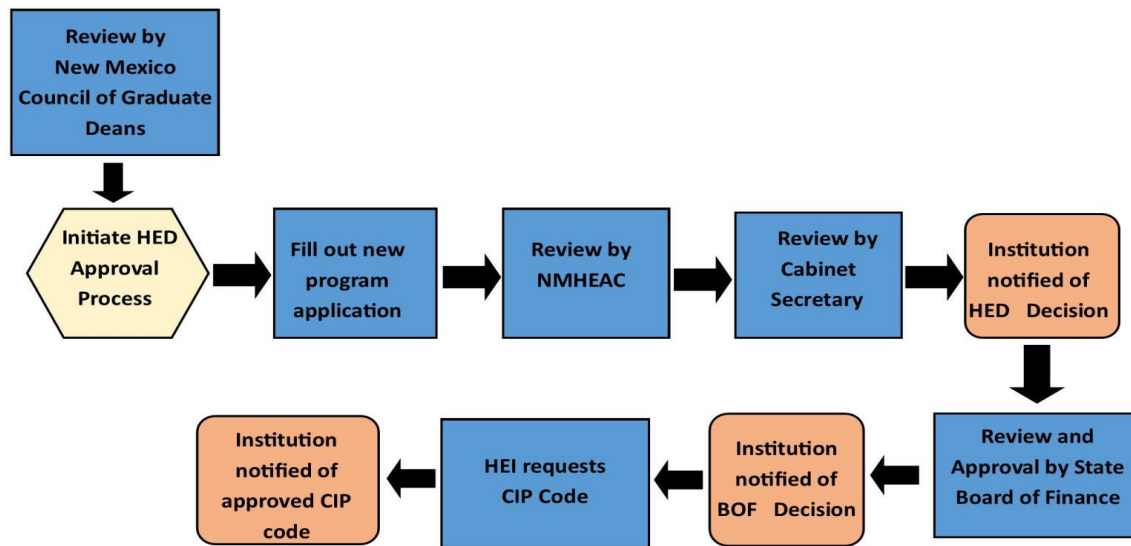 Review by
New Mexico
Council of Graduate
Deans
Initiate HED
Approval
Process
Fill out new
program
application
Review by
NMHEAC
Review by
Cabinet
Secretary
Institution
notified of
HED Decision
Review and
Approval by State
Board of Finance
Institution
notified of
BOF Decision
HEI requests
CIP Code
Institution
notified of
approved CIP
code